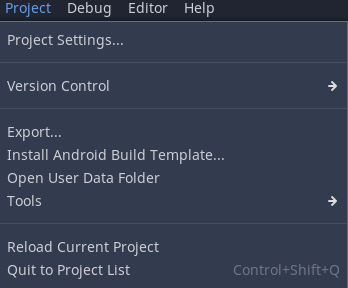 Project Debug Editor Help
Project Settings...
Version Control
Export...
Install Android Build Template...
Open User Data Folder
Tools
Reload Current Project
Quit to Project List Control+Shift+Q